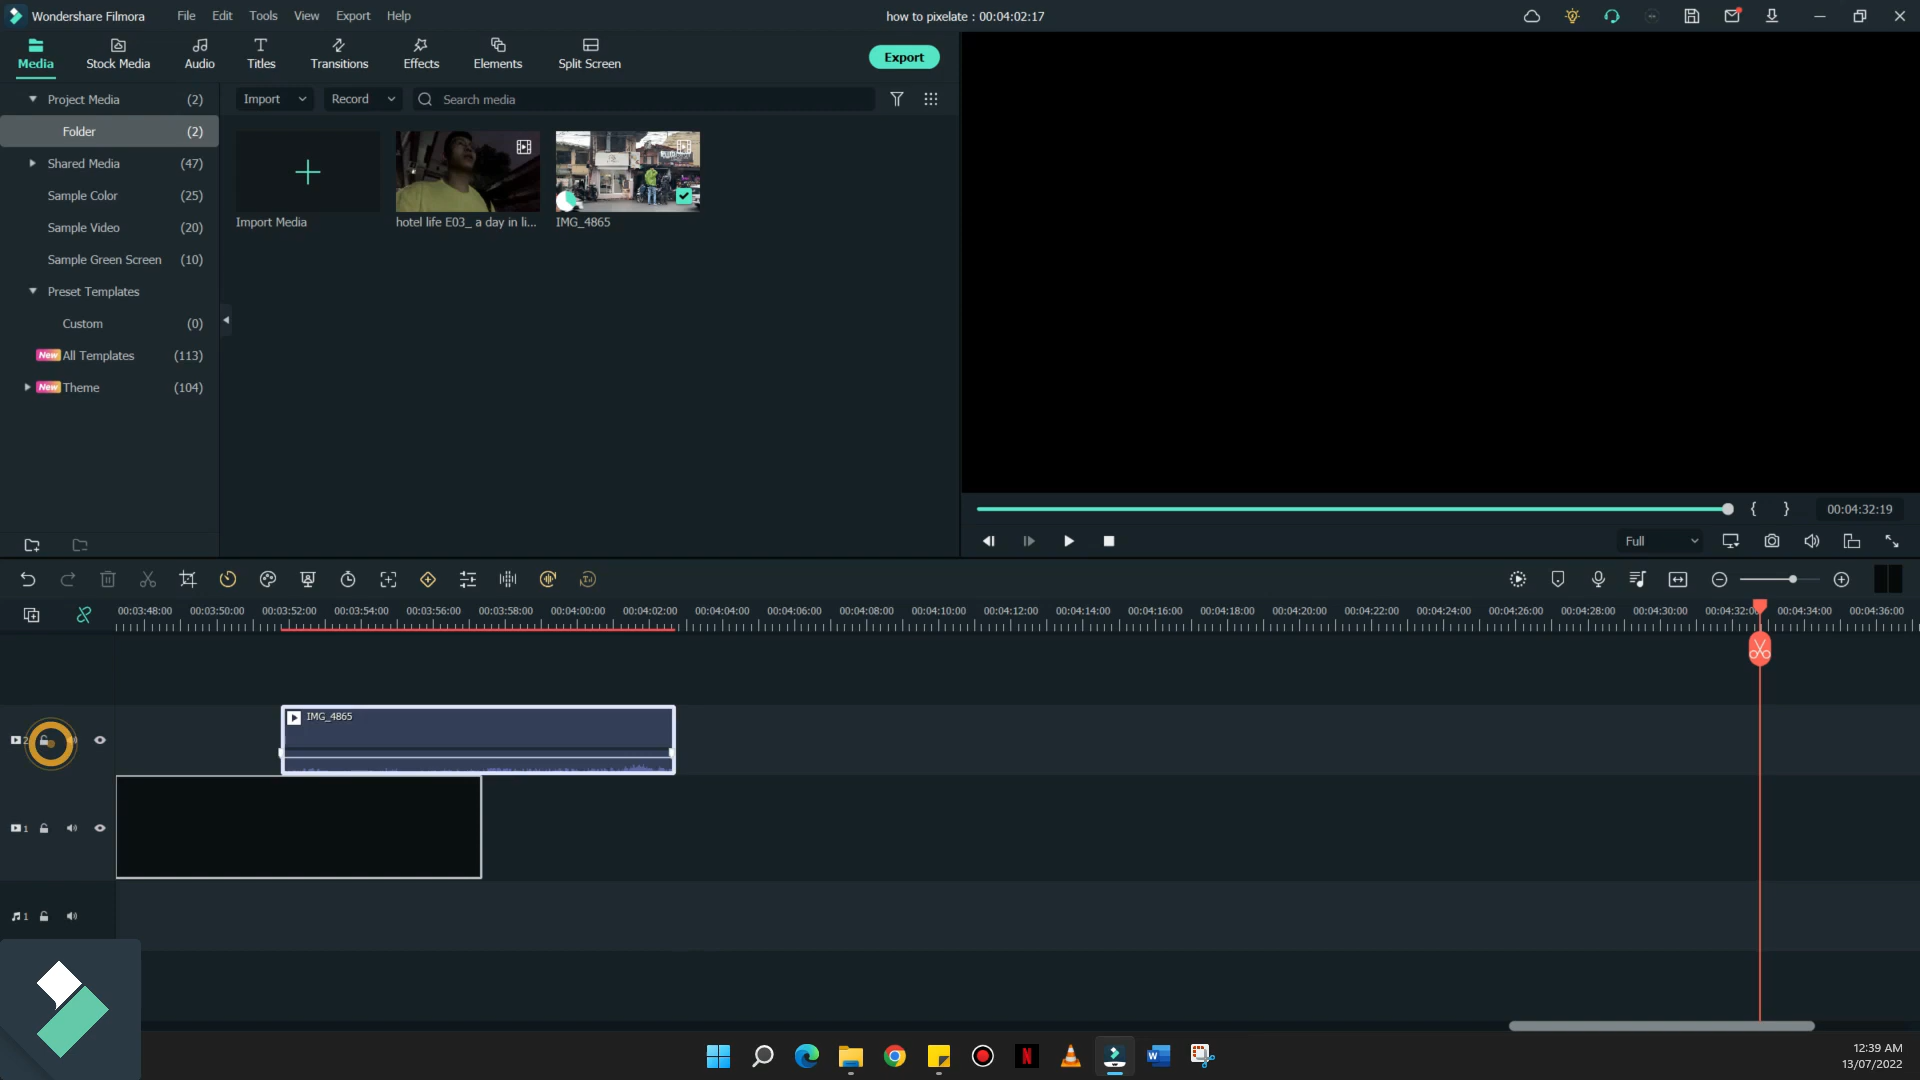 Wondershare Filmora File Edit Tools View Export Help how to pixelate : 00:04:02:17
Media Stock Media Audio Titles Transitions Effects Elements Split Screen Export
Project Media (2)
Folder (2)
Shared Media (47)
Sample Color (25)
Sample Video (20)
Sample Green Screen (10)
Preset Templates
Custom (0)
New All Templates (113)
New Theme (104)
Import Record Search media
Import Media hotel life E03_ a day in li... IMG_4865
{ } 00:04:32:19
Full
00:03:48:00 00:03:50:00 00:03:52:00 00:03:54:00 00:03:56:00 00:03:58:00 00:04:00:00 00:04:02:00 00:04:04:00 00:04:06:00 00:04:08:00 00:04:10:00 00:04:12:00 00:04:14:00 00:04:16:00 00:04:18:00 00:04:20:00 00:04:22:00 00:04:24:00 00:04:26:00 00:04:28:00 00:04:30:00 00:04:32:00 00:04:34:00 00:04:36:00
IMG_4865
2
1
1
N W
12:39 AM
13/07/2022